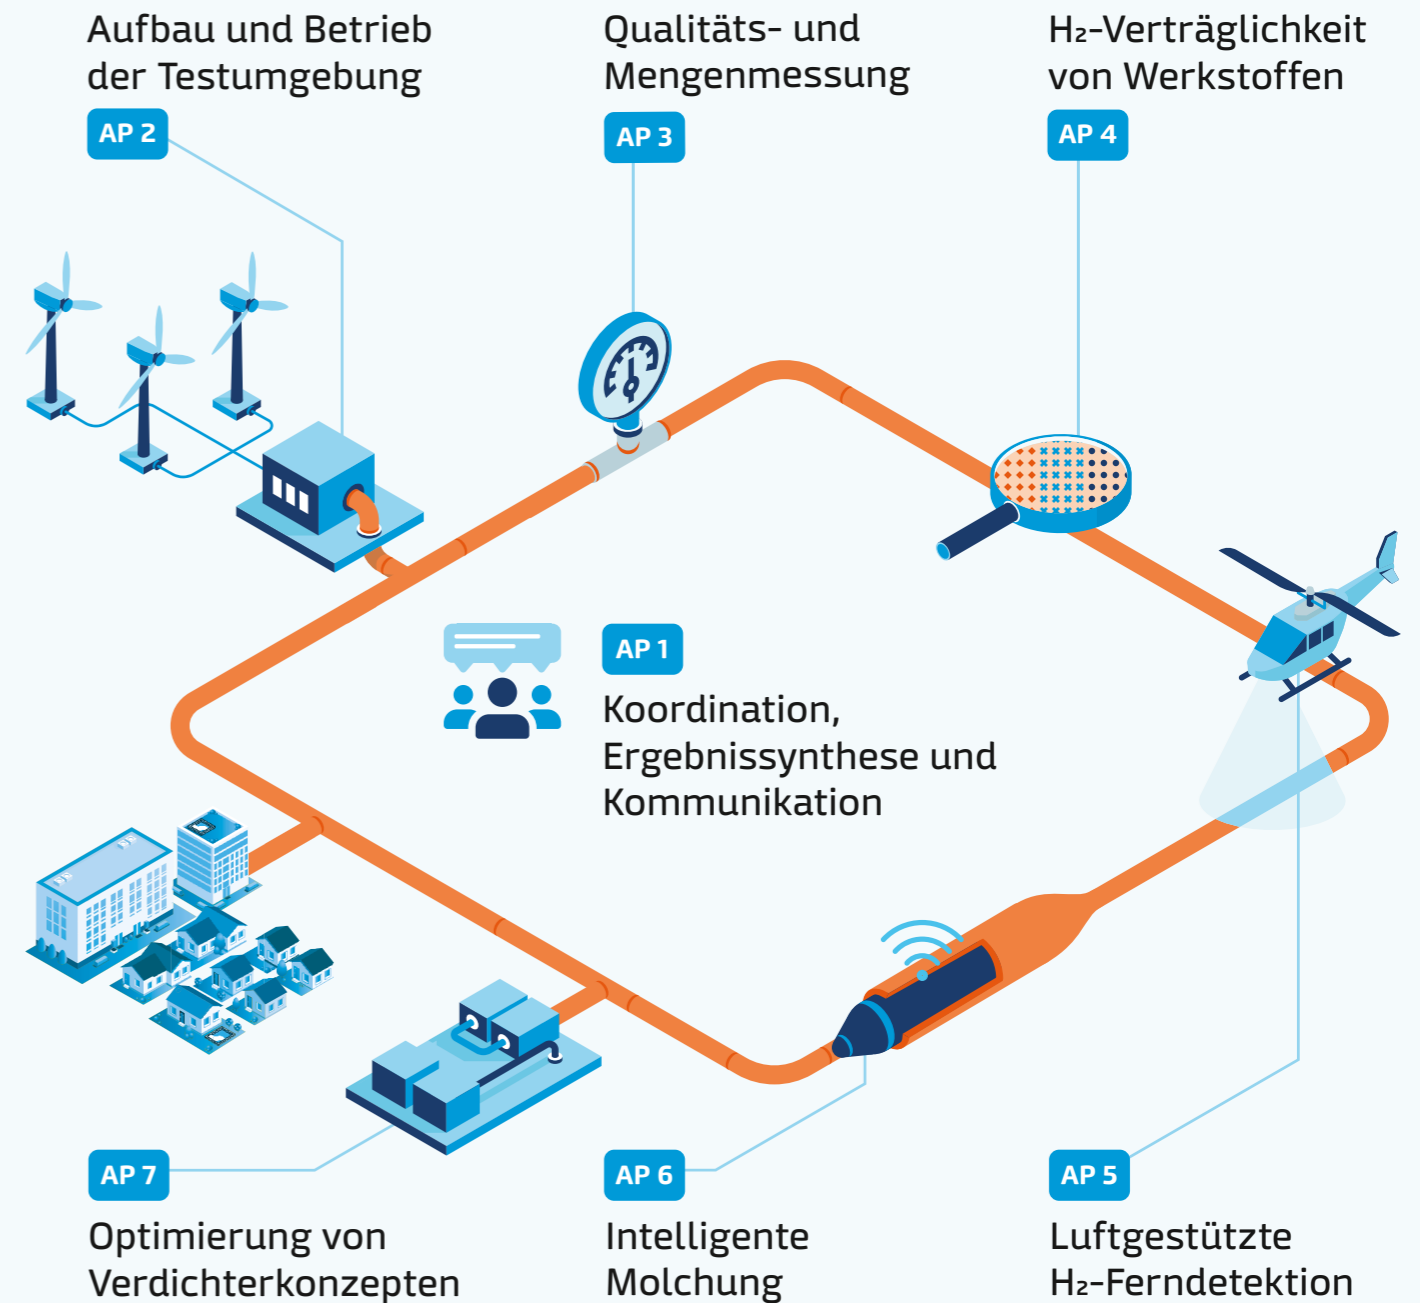 Aufbau und Betrieb
der Testumgebung
AP 2
Qualitäts- und
Mengenmessung
AP 3
H₂-Verträglichkeit
von Werkstoffen
AP 4
AP 1
Koordination,
Ergebnissynthese und
Kommunikation
AP 7
Optimierung von
Verdichterkonzepten
AP 6
Intelligente
Molchung
AP 5
Luftgestützte
H₂-Ferndetektion